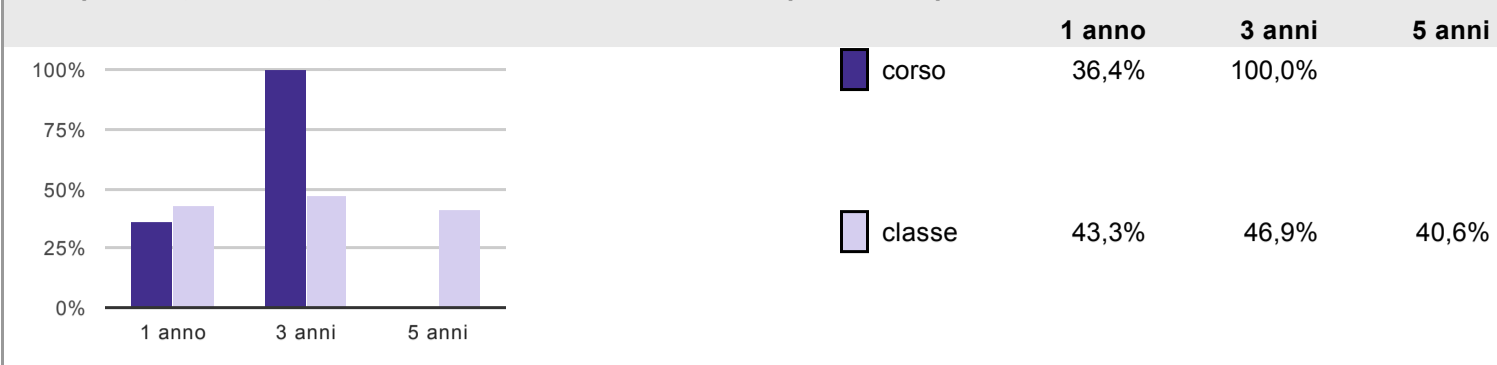 1 anno 3 anni 5 anni
100%
75%
50%
25%
0%
1 anno 3 anni 5 anni
corso 36,4% 100,0%
classe 43,3% 46,9% 40,6%